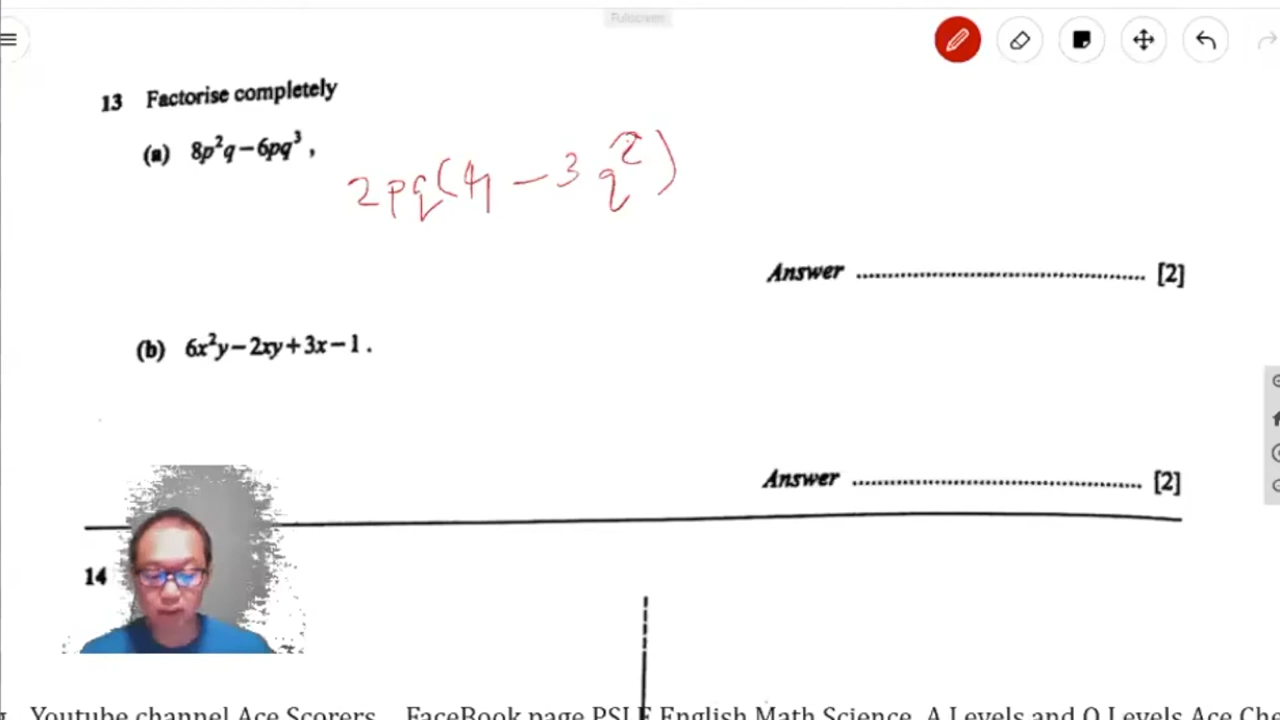 Fullscreen
13 Factorise completely
(a) 8p²q − 6pq³ ,
2pq(4 − 3q²)
Answer ................................................ [2]
(b) 6x²y − 2xy + 3x − 1 .
Answer ................................................ [2]
14
Youtube channel Ace Scorers FaceBook page PSLE English Math Science, A Levels and O Levels Ace